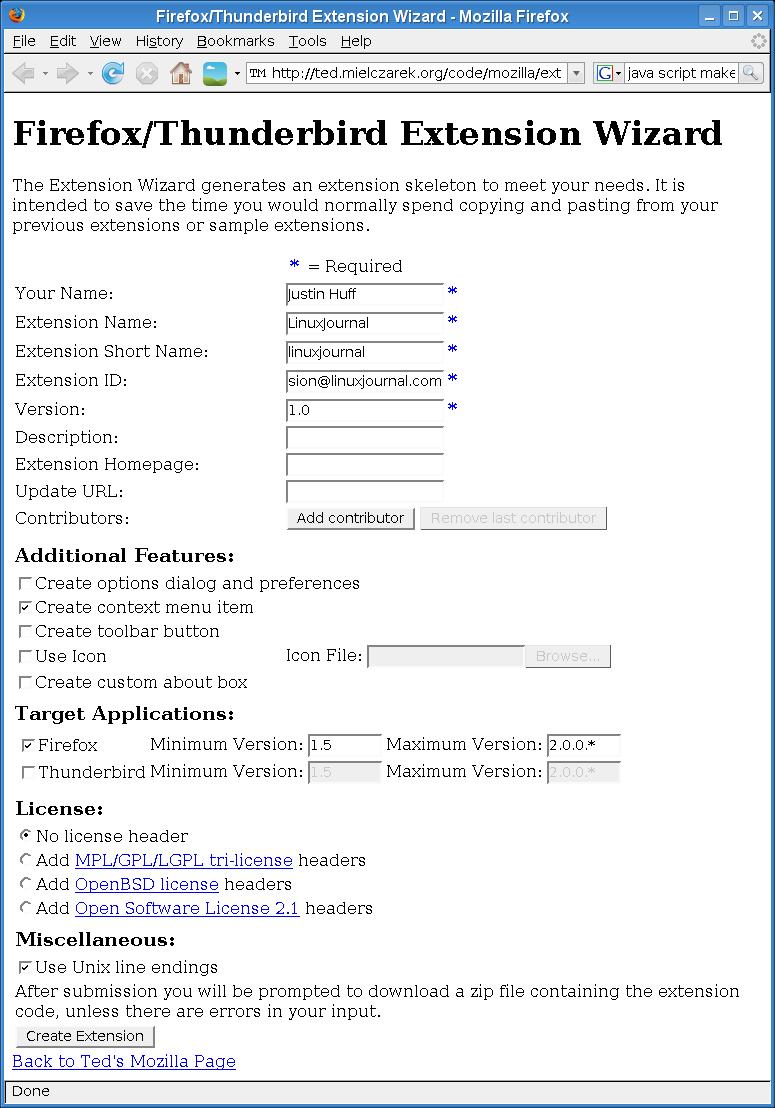 Firefox/Thunderbird Extension Wizard - Mozilla Firefox
File Edit View History Bookmarks Tools Help
TM http://ted.mielczarek.org/code/mozilla/ext G java script make
Firefox/Thunderbird Extension Wizard
The Extension Wizard generates an extension skeleton to meet your needs. It is
intended to save the time you would normally spend copying and pasting from your
previous extensions or sample extensions.
* = Required
Your Name: Justin Huff *
Extension Name: LinuxJournal *
Extension Short Name: linuxjournal *
Extension ID: sion@linuxjournal.com *
Version: 1.0 *
Description:
Extension Homepage:
Update URL:
Contributors: Add contributor Remove last contributor
Additional Features:
Create options dialog and preferences
Create context menu item
Create toolbar button
Use Icon Icon File: Browse...
Create custom about box
Target Applications:
Firefox Minimum Version: 1.5 Maximum Version: 2.0.0.*
Thunderbird Minimum Version: 1.5 Maximum Version: 2.0.0.*
License:
No license header
Add MPL/GPL/LGPL tri-license headers
Add OpenBSD license headers
Add Open Software License 2.1 headers
Miscellaneous:
Use Unix line endings
After submission you will be prompted to download a zip file containing the extension
code, unless there are errors in your input.
Create Extension
Back to Ted's Mozilla Page
Done